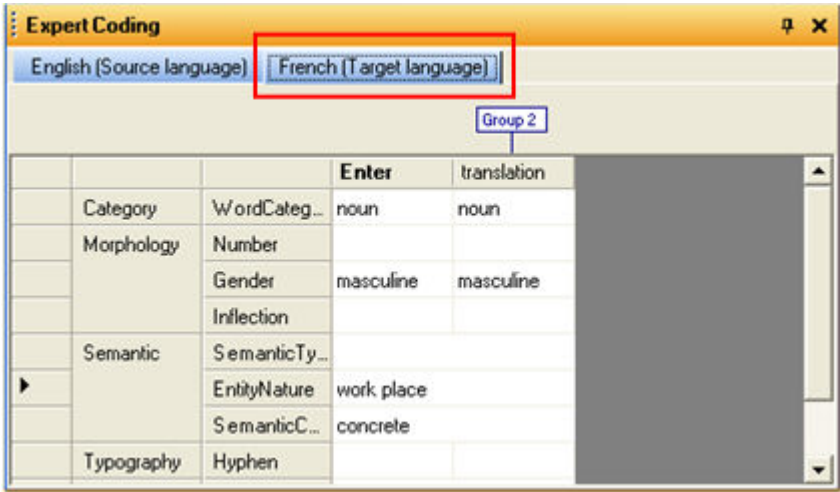 Expert Coding
English (Source language) French (Target language)
Group 2
Enter translation
Category WordCateg... noun noun
Morphology Number
Gender masculine masculine
Inflection
Semantic SemanticTy...
EntityNature work place
SemanticC... concrete
Typography Hyphen